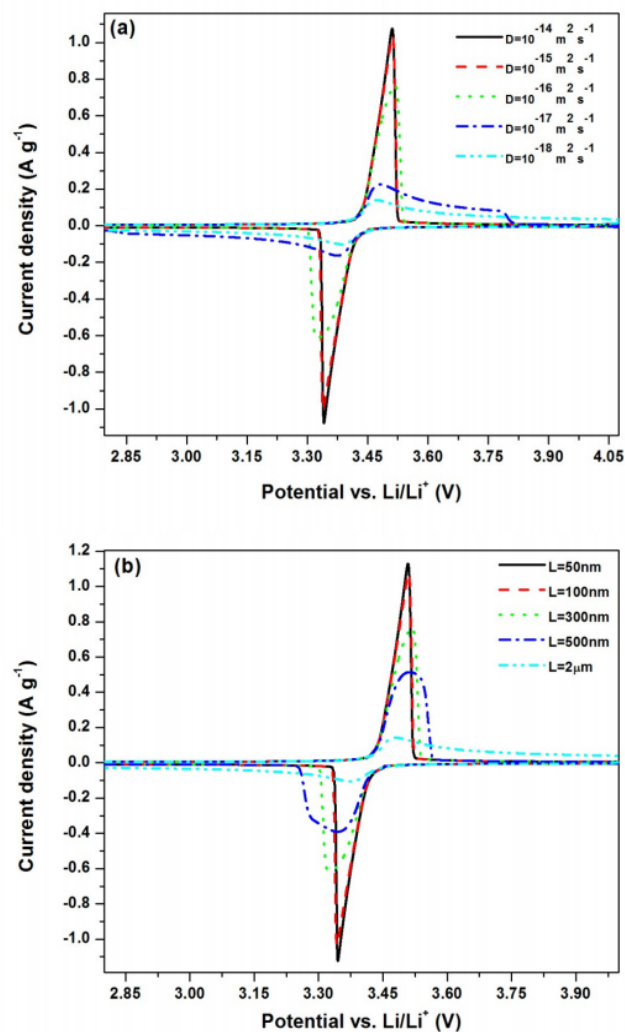 (a)
D=10⁻¹⁴ m² s⁻¹
D=10⁻¹⁵ m² s⁻¹
D=10⁻¹⁶ m² s⁻¹
D=10⁻¹⁷ m² s⁻¹
D=10⁻¹⁸ m² s⁻¹
Current density (A g⁻¹)
1.0
0.8
0.6
0.4
0.2
0.0
-0.2
-0.4
-0.6
-0.8
-1.0
2.85 3.00 3.15 3.30 3.45 3.60 3.75 3.90 4.05
Potential vs. Li/Li⁺ (V)
(b)
L=50nm
L=100nm
L=300nm
L=500nm
L=2μm
Current density (A g⁻¹)
1.2
1.0
0.8
0.6
0.4
0.2
0.0
-0.2
-0.4
-0.6
-0.8
-1.0
2.85 3.00 3.15 3.30 3.45 3.60 3.75 3.90
Potential vs. Li/Li⁺ (V)